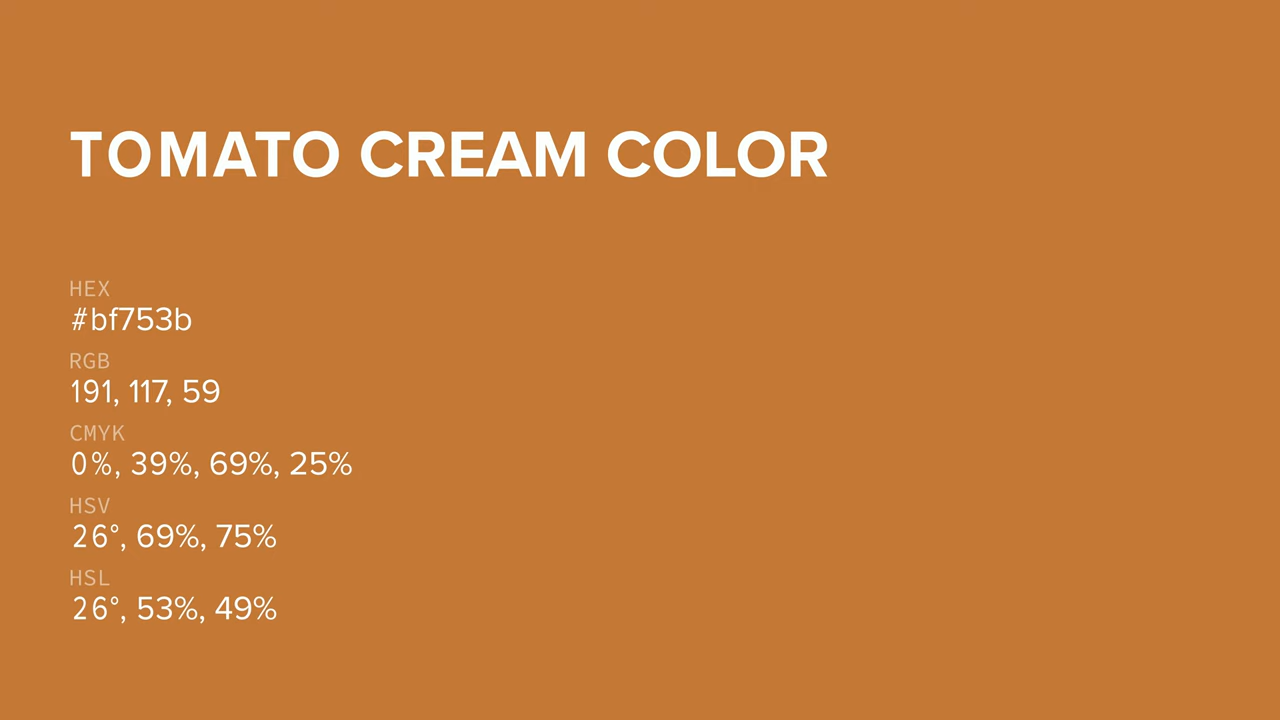 TOMATO CREAM COLOR
HEX
#bf753b
RGB
191, 117, 59
CMYK
0%, 39%, 69%, 25%
HSV
26°, 69%, 75%
HSL
26°, 53%, 49%